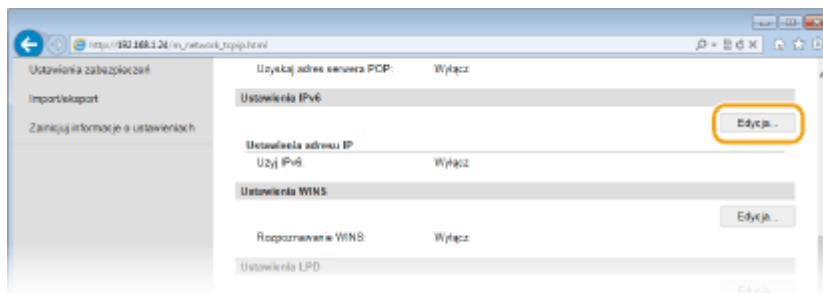 http://192.168.1.24/m_network_tcpip.html
Ustawienia zabezpieczeń
Uzyskaj adres serwera POP: Wyłącz
Import/eksport
Ustawienia IPv6
Edycja...
Zainicjuj informacje o ustawieniach
Ustawienia adresu IP
Użyj IPv6: Wyłącz
Ustawienia WINS
Edycja...
Rozpoznawanie WINS: Wyłącz
Ustawienia LPD
Edycja...